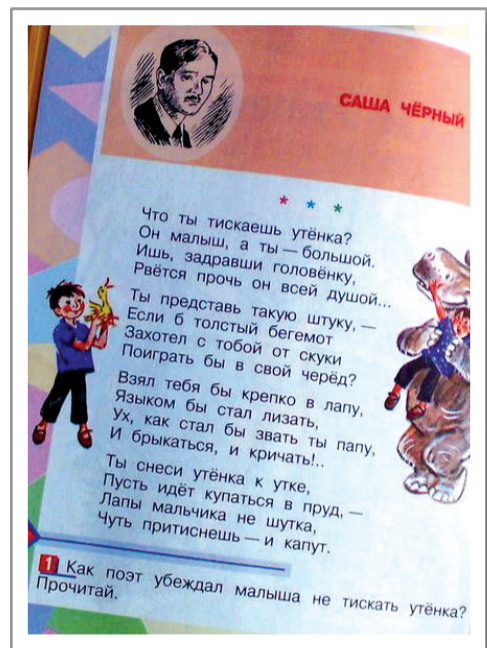 САША ЧЁРНЫЙ
* * *
Что ты тискаешь утёнка?
Он малыш, а ты — большой.
Ишь, задравши головёнку,
Рвётся прочь он всей душой...
Ты представь такую штуку, —
Если б толстый бегемот
Захотел с тобой от скуки
Поиграть бы в свой черёд?
Взял тебя бы крепко в лапу,
Языком бы стал лизать,
Ух, как стал бы звать ты папу,
И брыкаться, и кричать!..
Ты снеси утёнка к утке,
Пусть идёт купаться в пруд, —
Лапы мальчика не шутка,
Чуть притиснешь — и капут.
1 Как поэт убеждал малыша не тискать утёнка?
Прочитай.